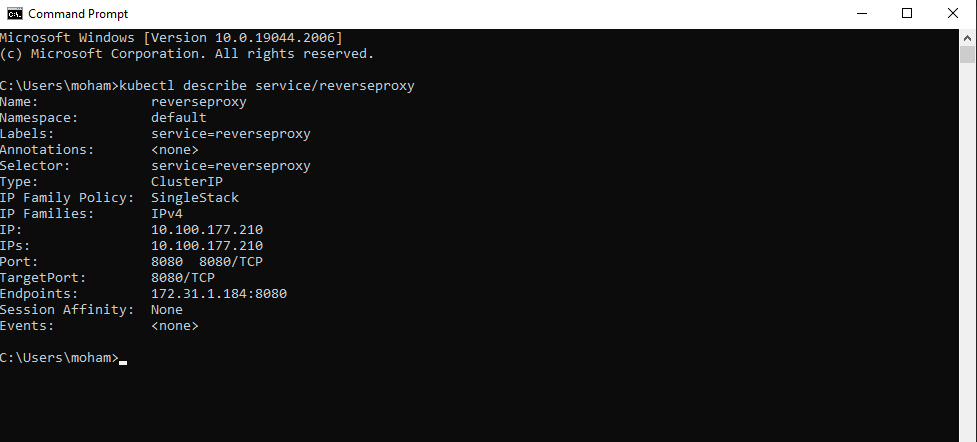 Command Prompt
Microsoft Windows [Version 10.0.19044.2006]
(c) Microsoft Corporation. All rights reserved.
C:\Users\moham>kubectl describe service/reverseproxy
Name:              reverseproxy
Namespace:         default
Labels:            service=reverseproxy
Annotations:       <none>
Selector:          service=reverseproxy
Type:              ClusterIP
IP Family Policy:  SingleStack
IP Families:       IPv4
IP:                10.100.177.210
IPs:               10.100.177.210
Port:              8080  8080/TCP
TargetPort:        8080/TCP
Endpoints:         172.31.1.184:8080
Session Affinity:  None
Events:            <none>
C:\Users\moham>